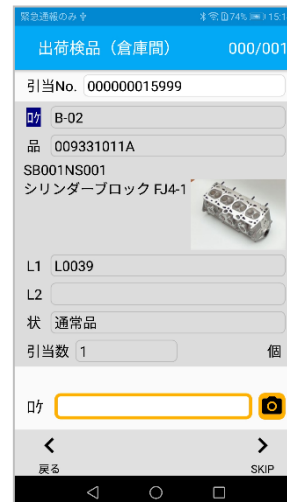 緊急通報のみ 74% 15:1
出荷検品（倉庫間） 000/001
引当No. 000000015999
ﾛｹ B-02
品 009331011A
SB001NS001
シリンダーブロック FJ4-1
L1 L0039
L2
状 通常品
引当数 1 個
ﾛｹ
戻る SKIP